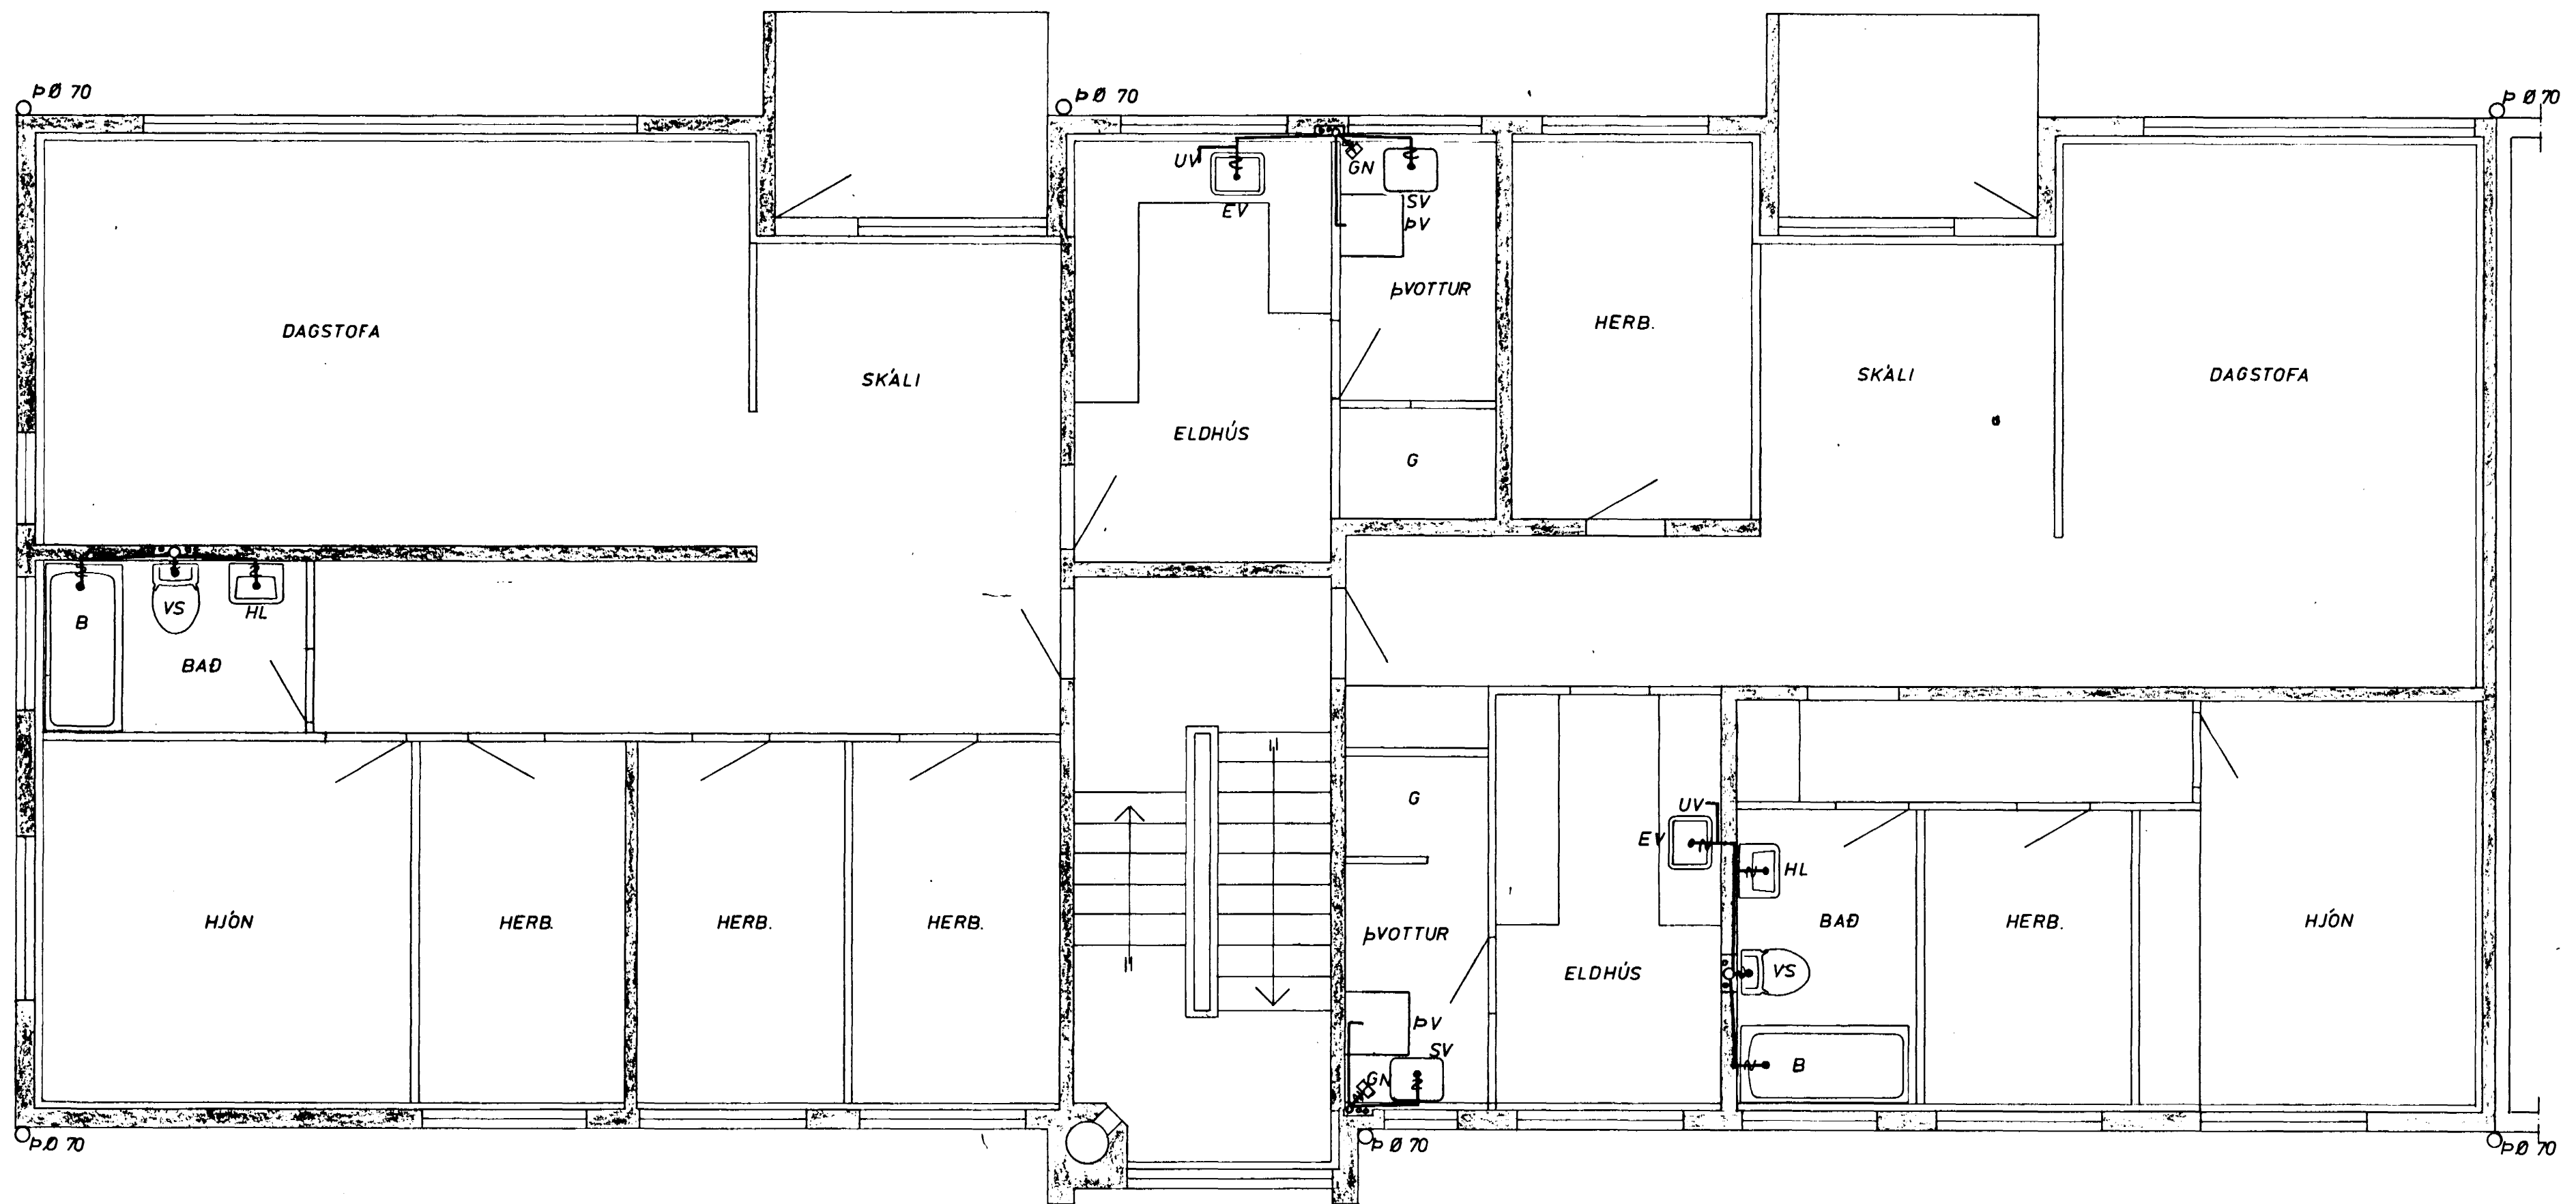 ÞØ 70
ÞØ 70
ÞØ 70
UV
EV
GN
SV
ÞV
ÞVOTTUR
HERB.
DAGSTOFA
SKÁLI
SKÁLI
DAGSTOFA
ELDHÚS
G
B
VS
HL
BAÐ
UV
EV
G
HL
HJÓN
HERB.
HERB.
HERB.
ÞVOTTUR
ELDHÚS
BAÐ
HERB.
HJÓN
VS
ÞV
SV
GN
B
ÞØ 70
ÞØ 70
ÞØ 70